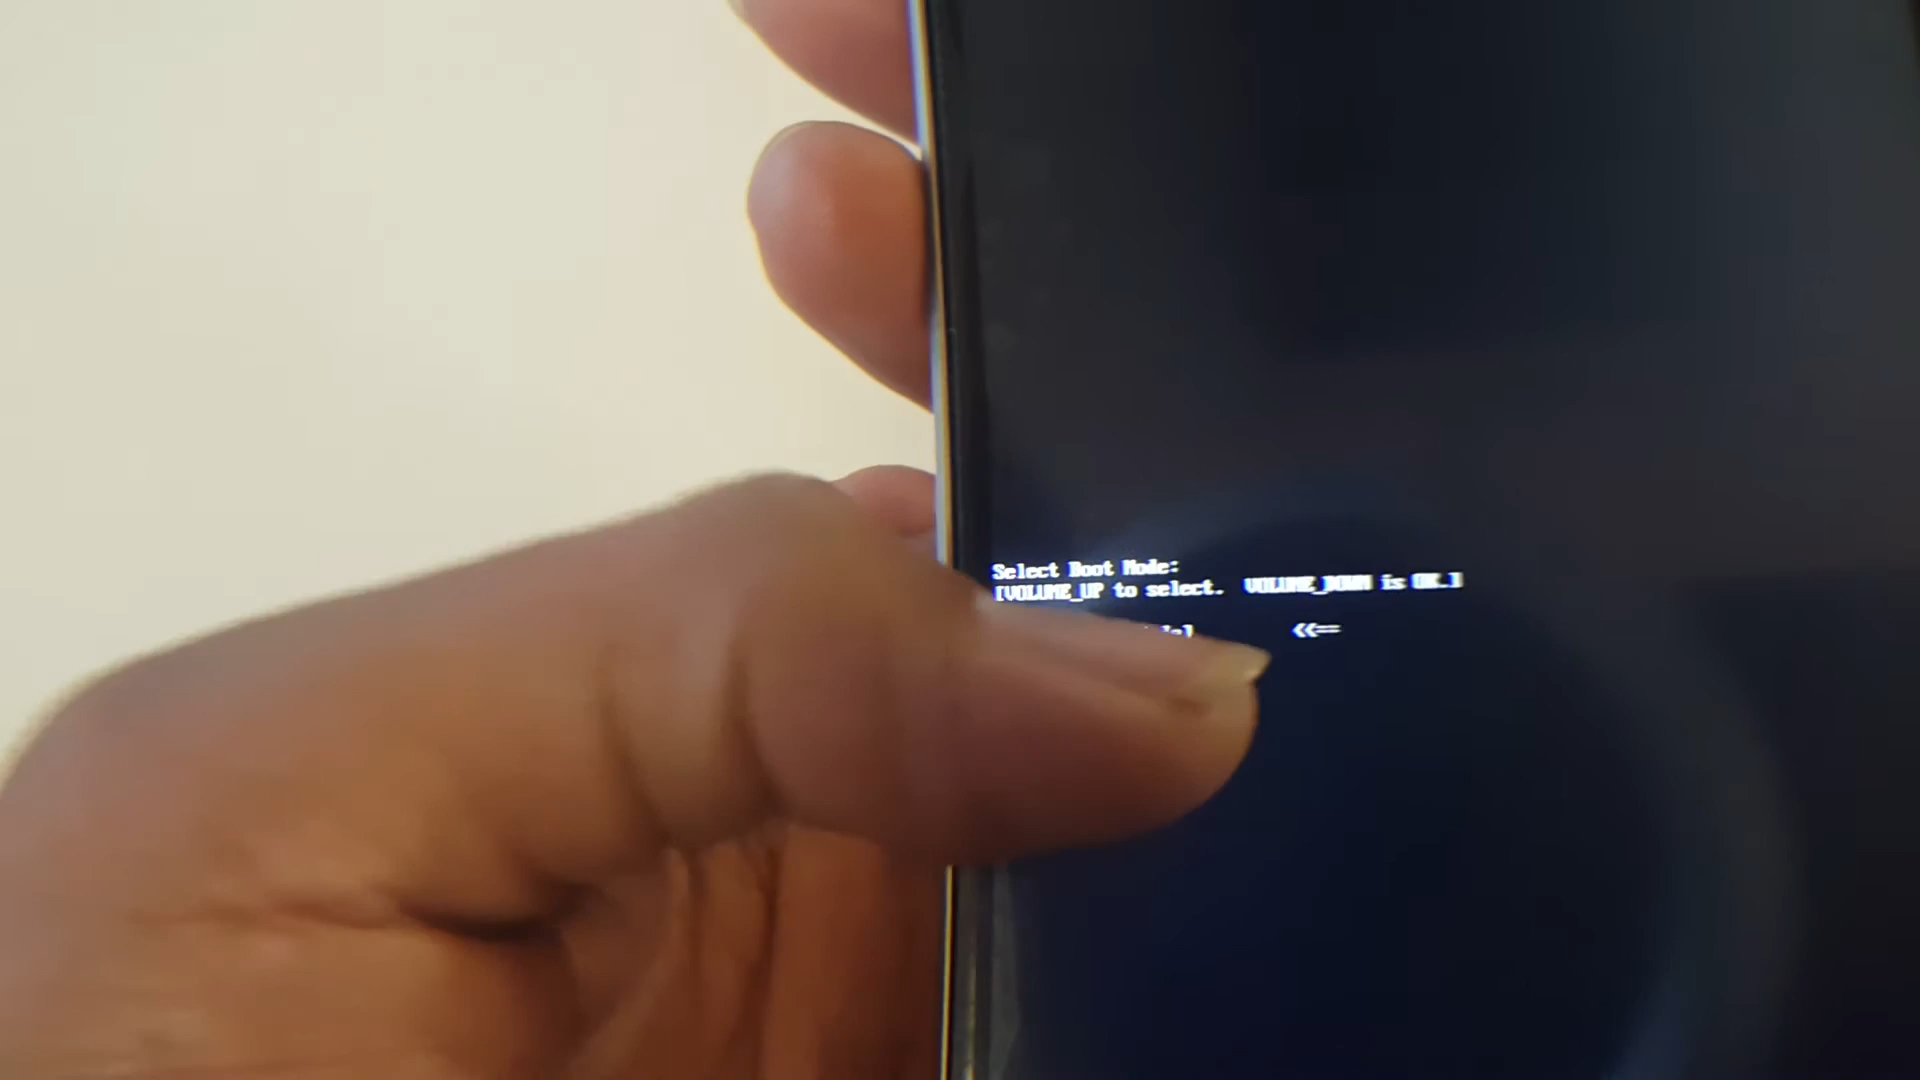 Select Boot Mode:
[VOLUME_UP to select.  VOLUME_DOWN is OK.]
<<==